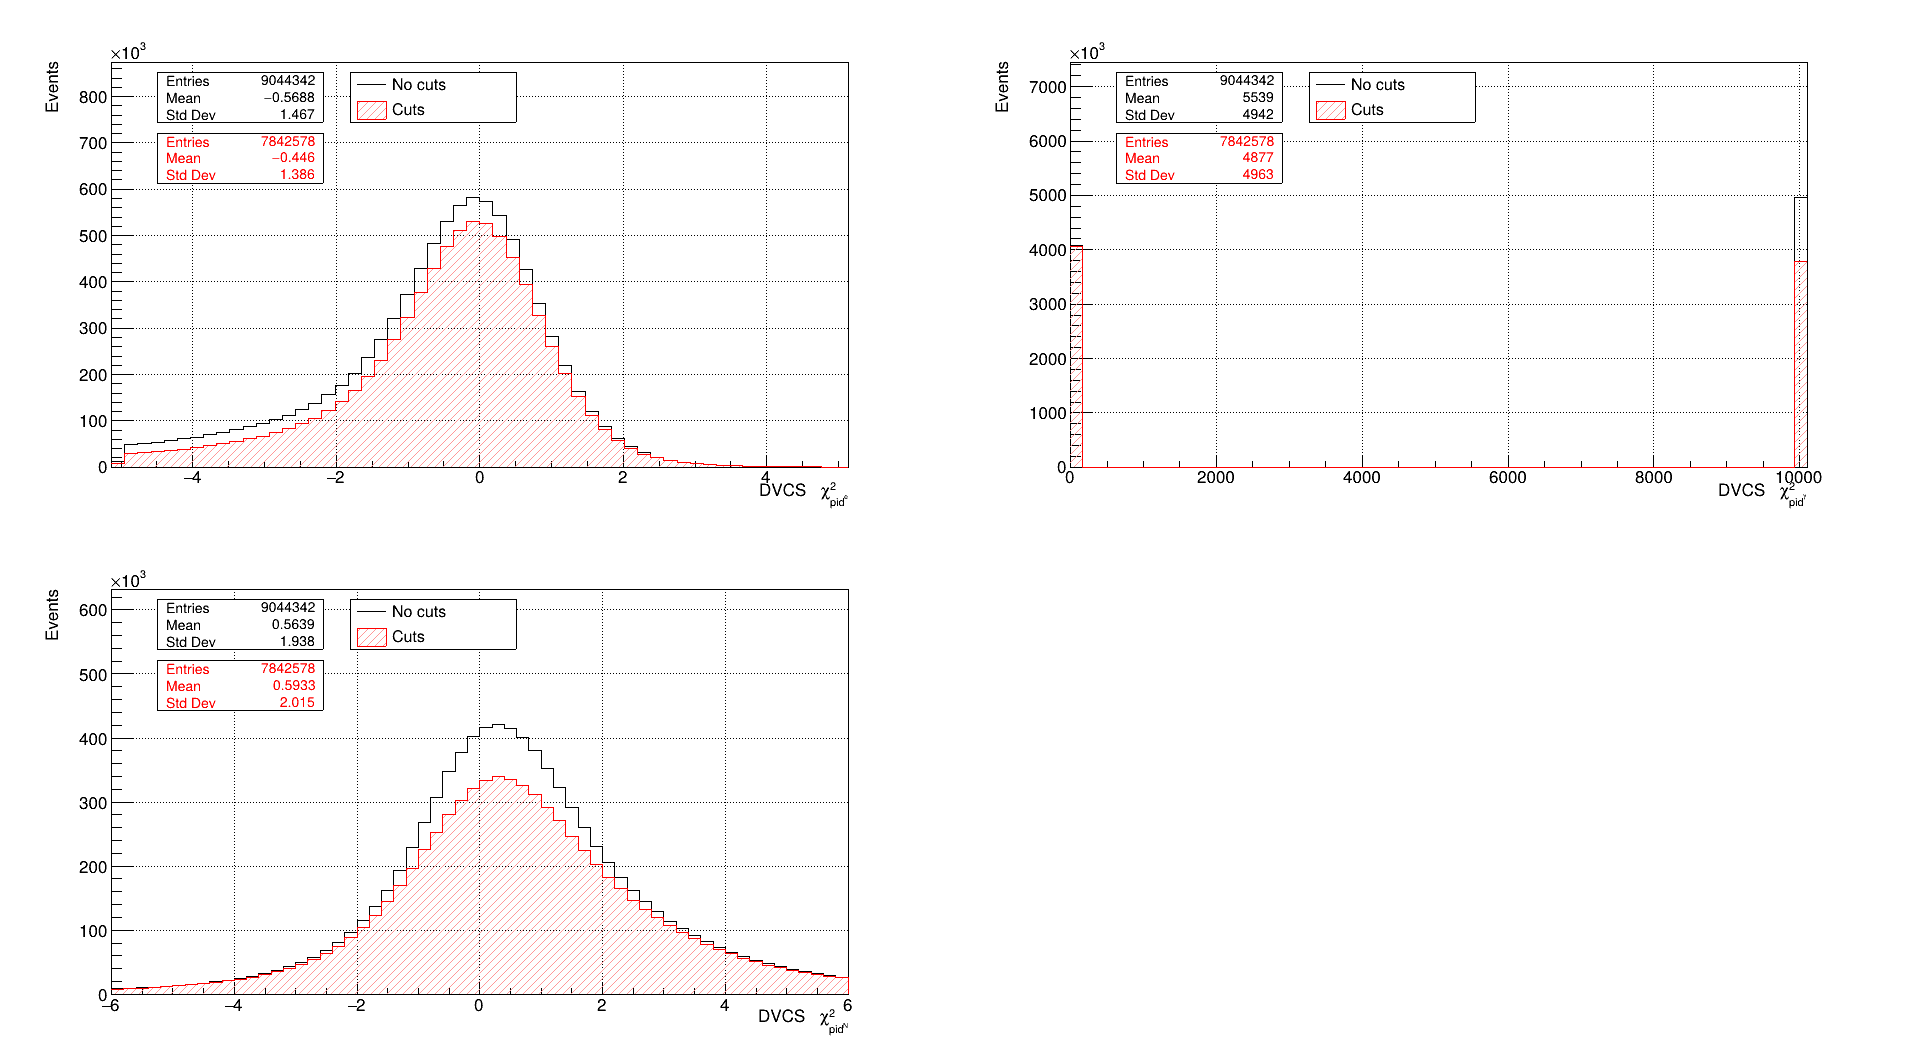 ×10³
Events
Entries 9044342
Mean −0.5688
Std Dev 1.467
Entries 7842578
Mean −0.446
Std Dev 1.386
No cuts
Cuts
800
700
600
500
400
300
200
100
0
−4 −2 0 2 4
DVCS χ²pidᵉ
×10³
Events
Entries 9044342
Mean 5539
Std Dev 4942
Entries 7842578
Mean 4877
Std Dev 4963
No cuts
Cuts
7000
6000
5000
4000
3000
2000
1000
0
0 2000 4000 6000 8000 10000
DVCS χ²pidᵞ
×10³
Events
Entries 9044342
Mean 0.5639
Std Dev 1.938
Entries 7842578
Mean 0.5933
Std Dev 2.015
No cuts
Cuts
600
500
400
300
200
100
0
−6 −4 −2 0 2 4 6
DVCS χ²pidᴺ